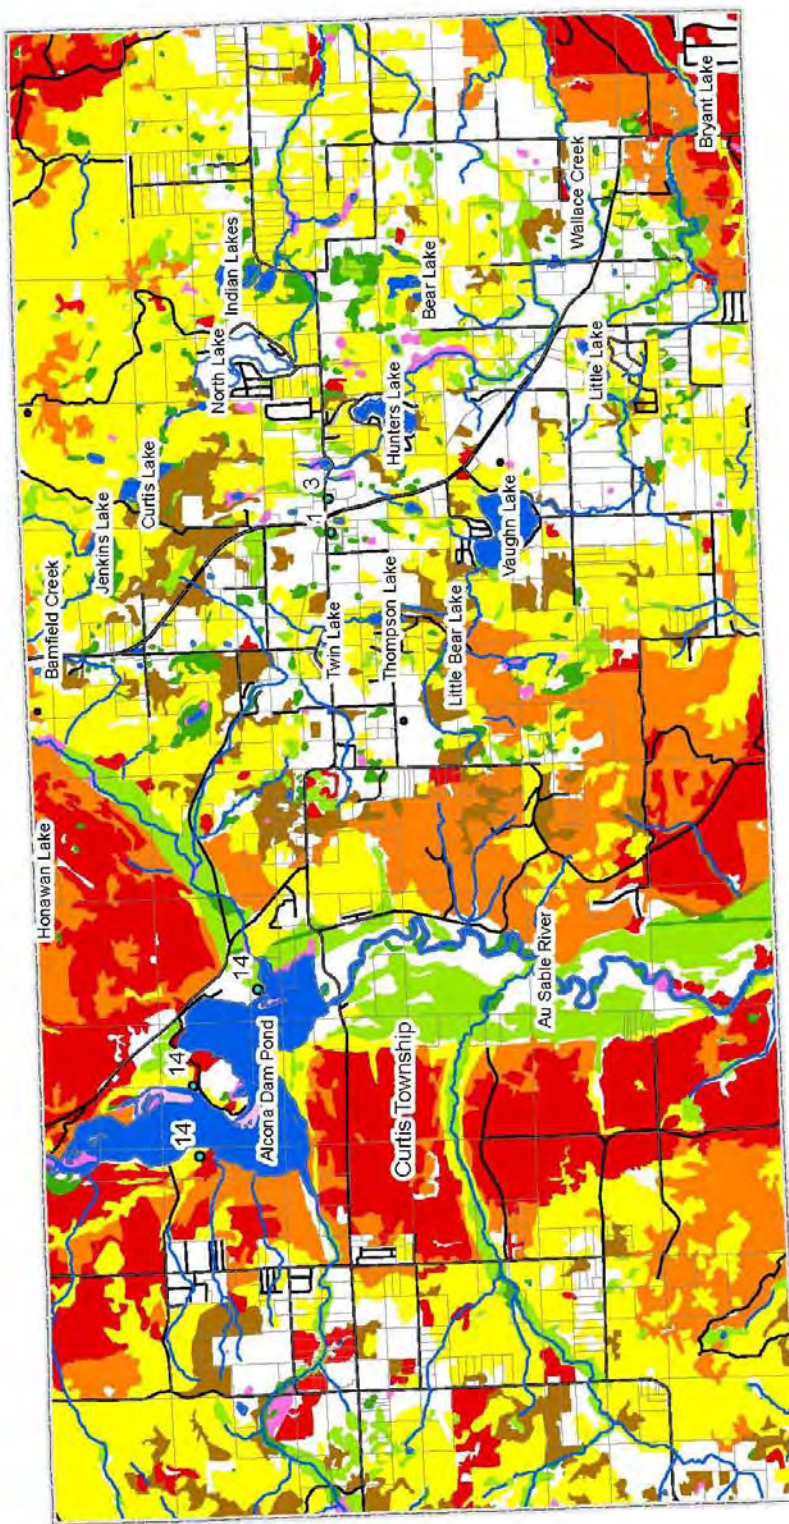 Honawan Lake
Bamfield Creek
Jenkins Lake
Curtis Lake
North Lake
Indian Lakes
14
14
14
Alcona Dam Pond
1
3
Twin Lake
Thompson Lake
Hunters Lake
Bear Lake
Curtis Township
Little Bear Lake
Vaughn Lake
Wallace Creek
Au Sable River
Little Lake
Bryant Lake